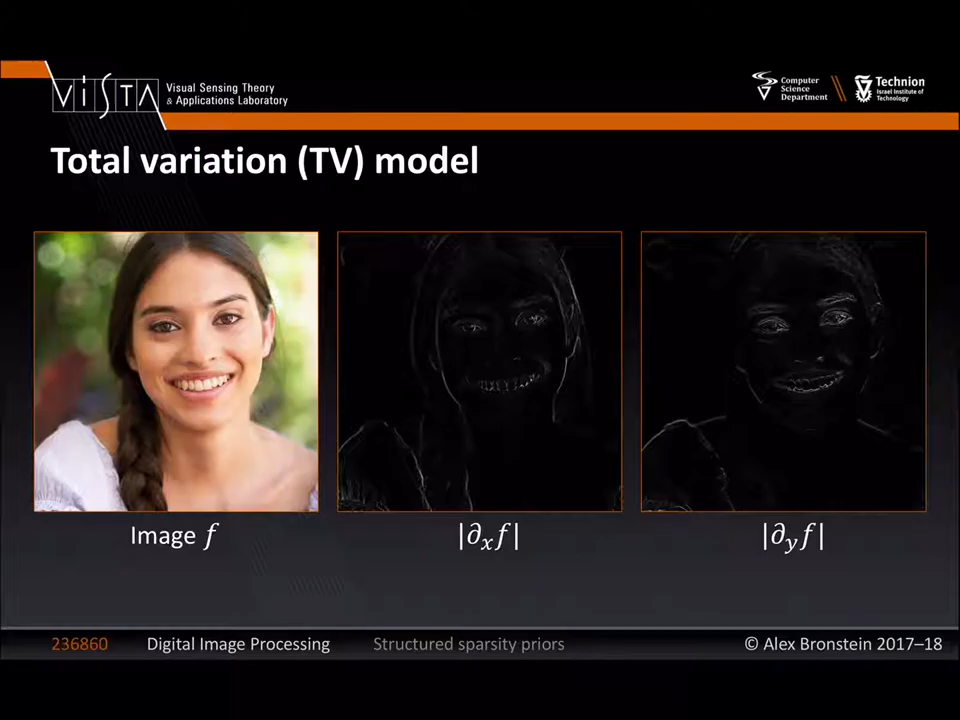 ViSTA
Visual Sensing Theory
& Applications Laboratory
Computer
Science
Department
Technion
Israel Institute of
Technology
Total variation (TV) model
Image 𝑓
|∂ₓ𝑓|
|∂ᵧ𝑓|
236860 Digital Image Processing Structured sparsity priors © Alex Bronstein 2017–18